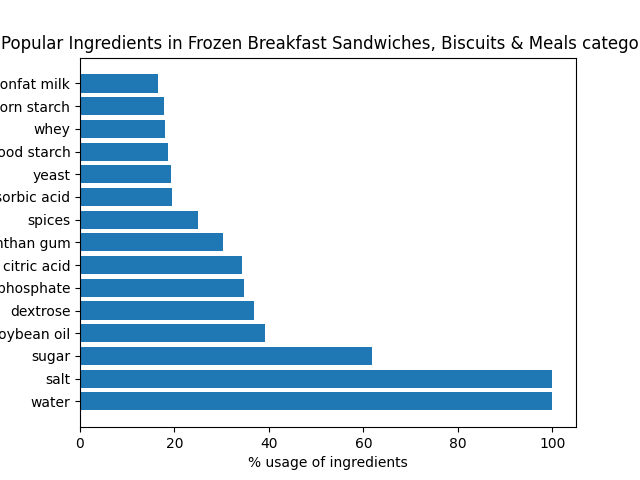 Popular Ingredients in Frozen Breakfast Sandwiches, Biscuits & Meals catego
onfat milk
orn starch
whey
ood starch
yeast
sorbic acid
spices
nthan gum
citric acid
phosphate
dextrose
oybean oil
sugar
salt
water
0 20 40 60 80 100
% usage of ingredients